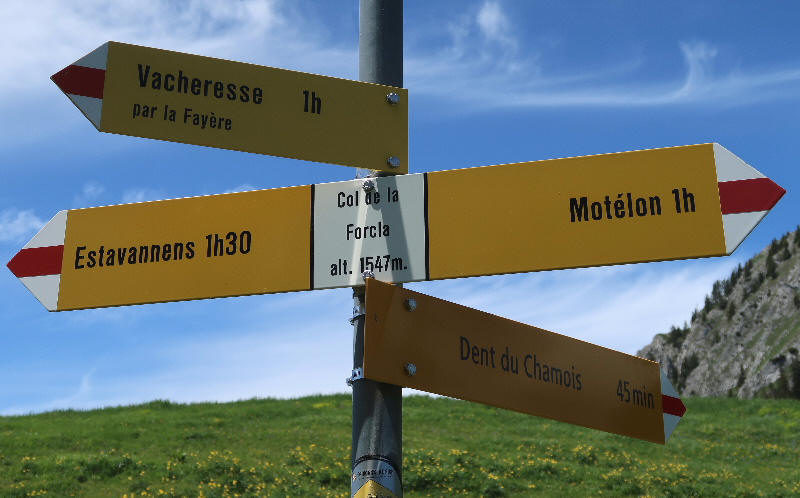 Vacheresse 1h
par la Fayère
Estavannens 1h30
Col de la
Forcla
alt. 1547m.
Motélon 1h
Dent du Chamois 45min